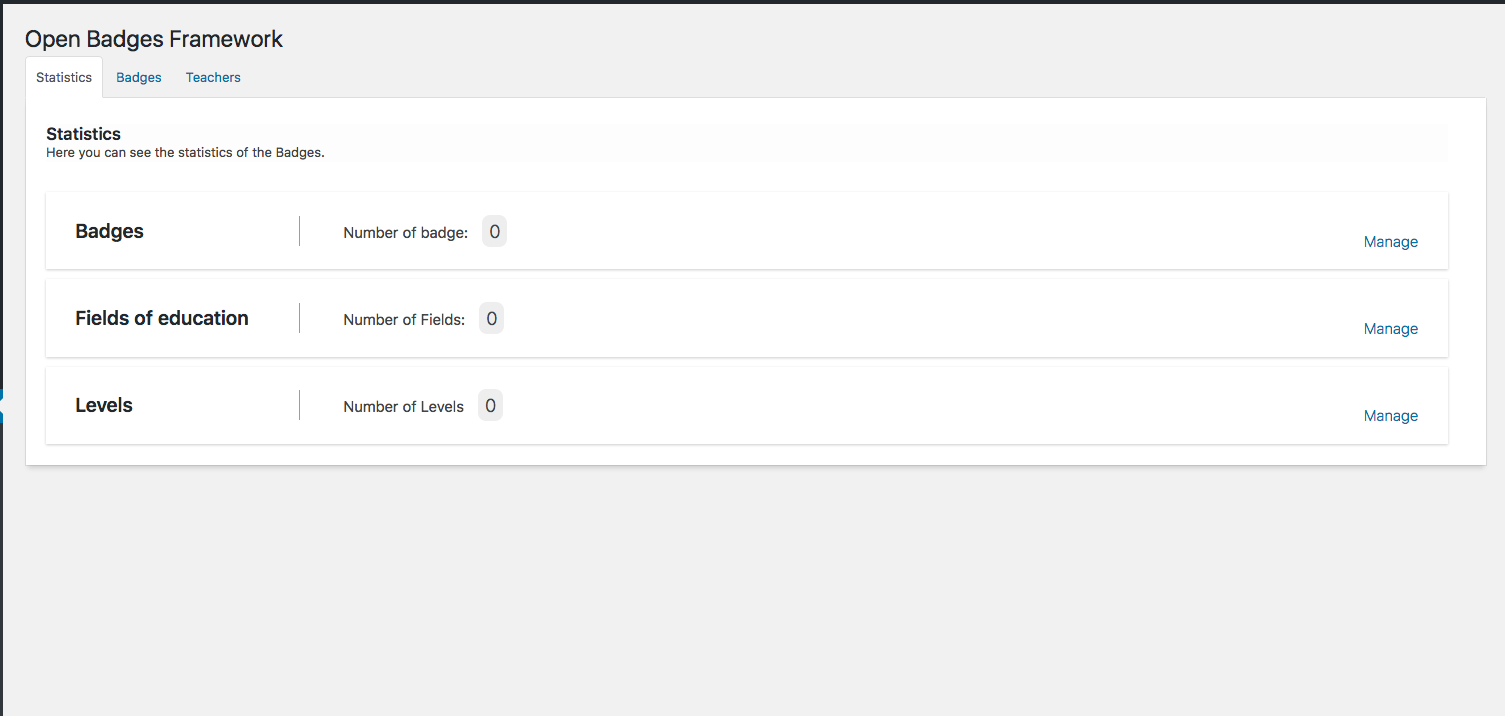 Open Badges Framework
Statistics Badges Teachers
Statistics
Here you can see the statistics of the Badges.
Badges Number of badge: 0 Manage
Fields of education Number of Fields: 0 Manage
Levels Number of Levels 0 Manage